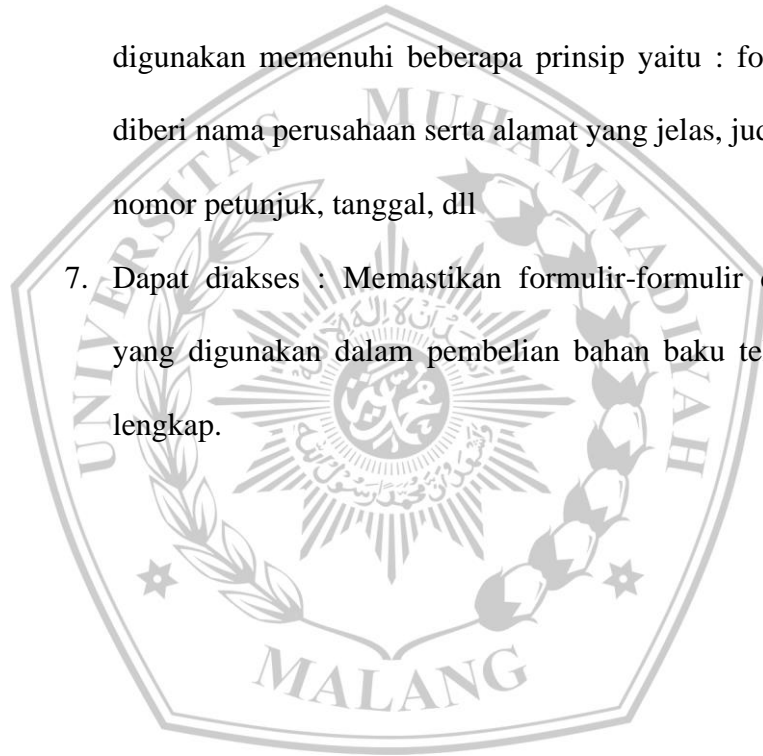 digunakan memenuhi beberapa prinsip yaitu : fo
diberi nama perusahaan serta alamat yang jelas,
nomor petunjuk, tanggal, dll
7. Dapat diakses : Memastikan formulir-formulir
yang digunakan dalam pembelian bahan baku te
lengkap.
UNIVERSITAS MUHAMMADIYAH
MALANG